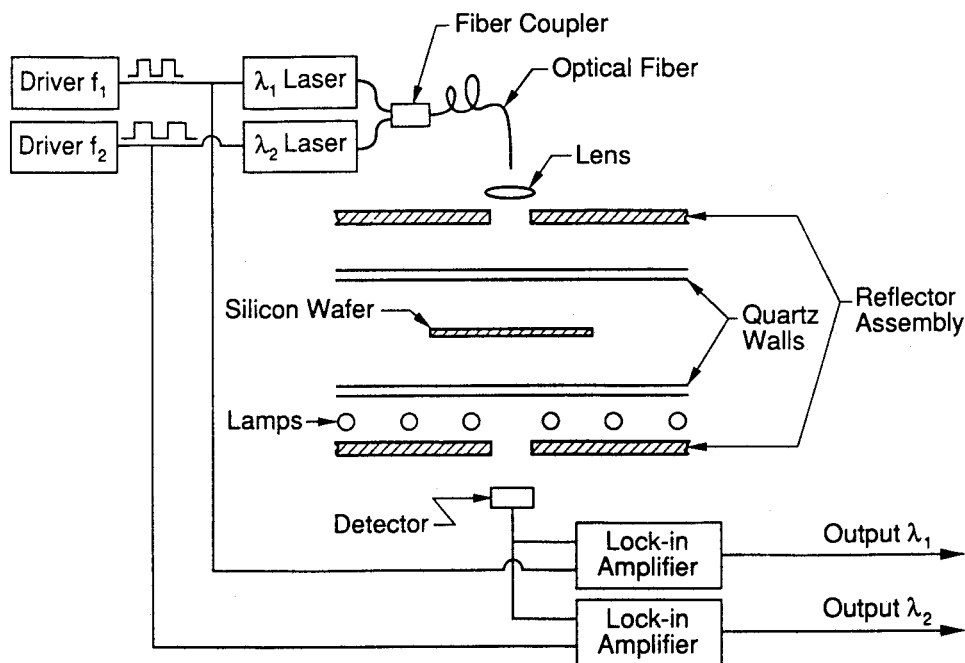 Fiber Coupler
Driver f1
λ1 Laser
Optical Fiber
Driver f2
λ2 Laser
Lens
Silicon Wafer
Quartz
Walls
Reflector
Assembly
Lamps
Detector
Lock-in
Amplifier
Output λ1
Lock-in
Amplifier
Output λ2